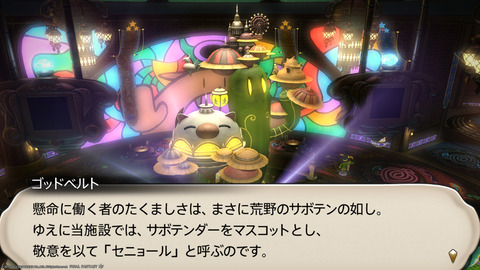 ゴッドベルト
懸命に働く者のたくましさは、まさに荒野のサボテンの如し。
ゆえに当施設では、サボテンダーをマスコットとし、
敬意を以て「セニョール」と呼ぶのです。
FINAL FANTASY XIV